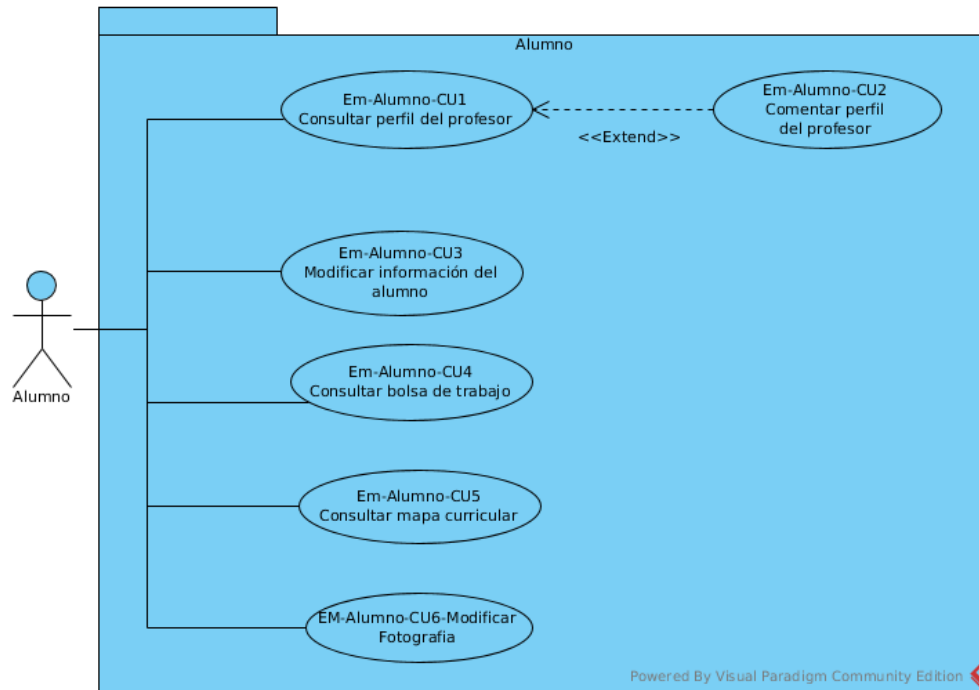 Alumno
Em-Alumno-CU1
Consultar perfil del profesor
<<Extend>>
Em-Alumno-CU2
Comentar perfil
del profesor
Em-Alumno-CU3
Modificar información del
alumno
Em-Alumno-CU4
Consultar bolsa de trabajo
Alumno
Em-Alumno-CU5
Consultar mapa curricular
EM-Alumno-CU6-Modificar
Fotografia
Powered By Visual Paradigm Community Edition